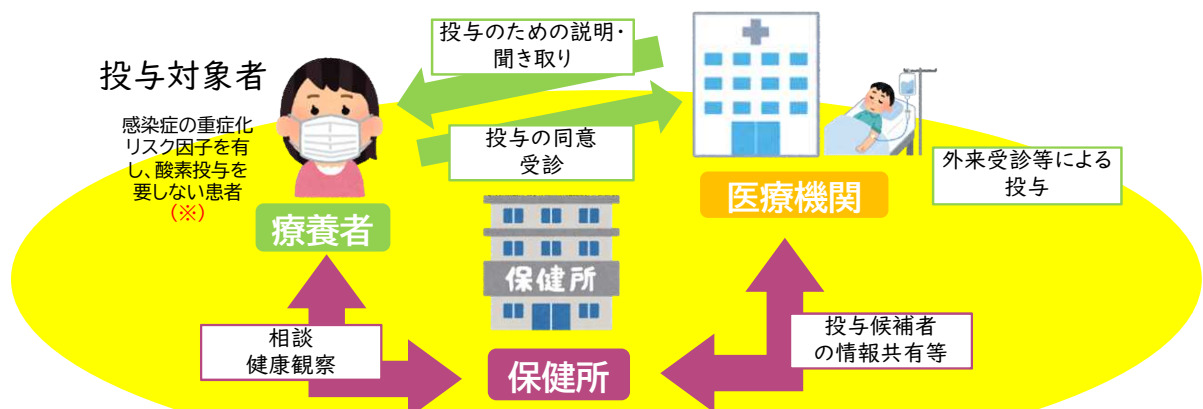 投与のための説明・
聞き取り
投与対象者
感染症の重症化
リスク因子を有
し、酸素投与を
要しない患者
（※）
投与の同意
受診
外来受診等による
投与
療養者
医療機関
保健所
相談
健康観察
投与候補者
の情報共有等
保健所